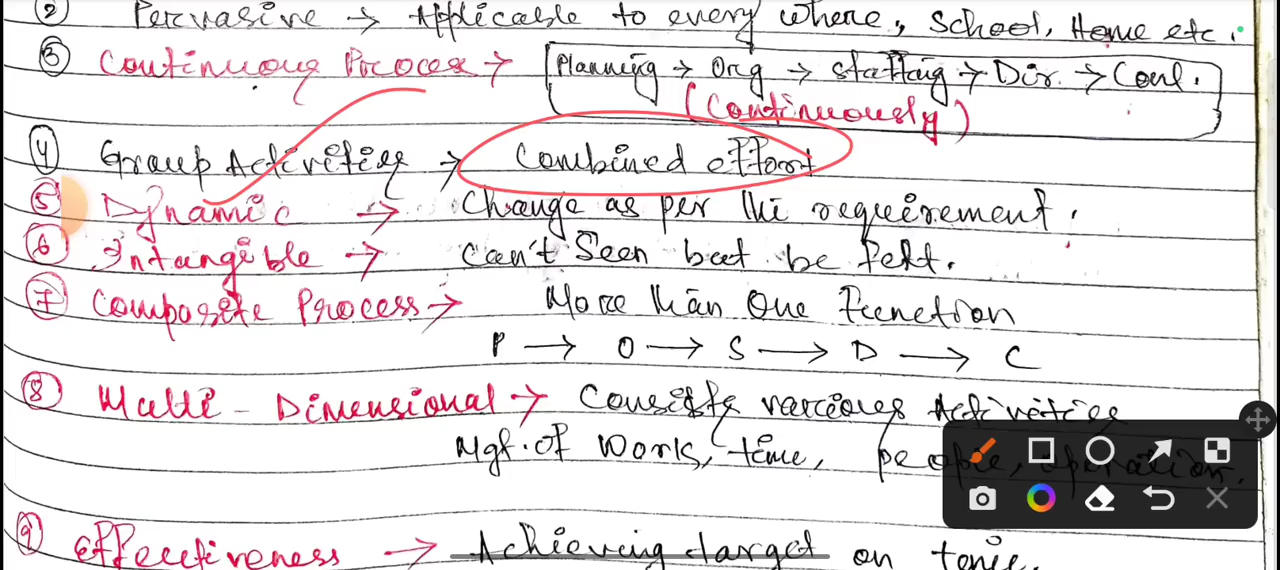 ② Pervasive → Applicable to every where, School, Home etc.
③ Continuous Process → Planning → Org → Staffing → Dir. → Conl.
(Continuously)
④ Group Activities → Combined effort
⑤ Dynamic → Change as per the requirement.
⑥ Intangible → Can't Seen but be felt.
⑦ Composite Process → More than One Function
P → O → S → D → C
⑧ Multi - Dimensional → Consists various Activities
Mgt. of Work, time, people, operation.
⑨ Effectiveness → Achieving target on time.